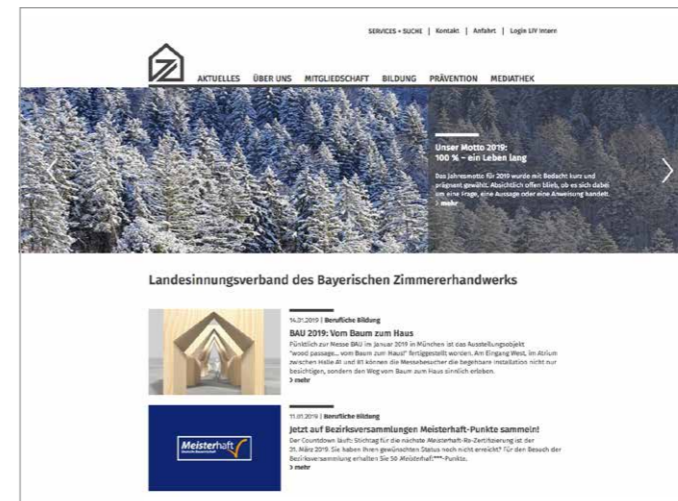 SERVICES + SUCHE | Kontakt | Anfahrt | Login LIV intern
AKTUELLES ÜBER UNS MITGLIEDSCHAFT BILDUNG PRÄVENTION MEDIATHEK
Unser Motto 2019:
100 % – ein Leben lang
Das Jahresmotto für 2019 wurde mit Bedacht kurz und
prägnant gewählt. Absichtlich offen blieb, ob es sich dabei
um eine Frage, eine Aussage oder eine Anweisung handelt.
> mehr
Landesinnungsverband des Bayerischen Zimmererhandwerks
14.01.2019 | Berufliche Bildung
BAU 2019: Vom Baum zum Haus
Pünktlich zur Messe BAU im Januar 2019 in München ist das Ausstellungsobjekt
"wood passage... vom Baum zum Haus!" fertiggestellt worden. Am Eingang West, im Atrium
zwischen Halle A1 und B1 können die Messebesucher die begehbare Installation nicht nur
besichtigen, sondern den Weg vom Baum zum Haus sinnlich erleben.
> mehr
Meisterhaft
11.01.2019 | Berufliche Bildung
Jetzt auf Bezirksversammlungen Meisterhaft-Punkte sammeln!
Der Countdown läuft: Stichtag für die nächste Meisterhaft-Re-Zertifizierung ist der
31. März 2019. Sie haben Ihren gewünschten Status noch nicht erreicht? Für den Besuch der
Bezirksversammlung erhalten Sie 50 Meisterhaft***-Punkte.
> mehr